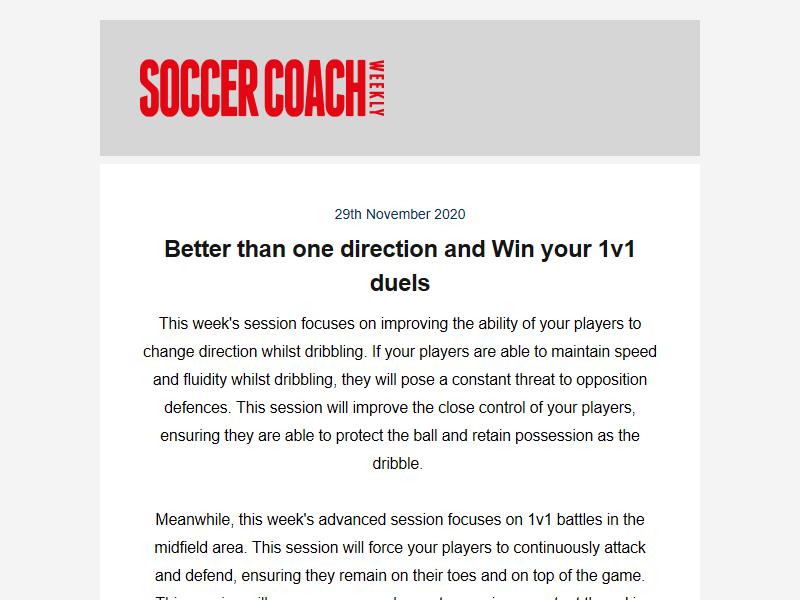 SOCCER COACH WEEKLY
29th November 2020
Better than one direction and Win your 1v1
duels
This week's session focuses on improving the ability of your players to
change direction whilst dribbling. If your players are able to maintain speed
and fluidity whilst dribbling, they will pose a constant threat to opposition
defences. This session will improve the close control of your players,
ensuring they are able to protect the ball and retain possession as the
dribble.
Meanwhile, this week's advanced session focuses on 1v1 battles in the
midfield area. This session will force your players to continuously attack
and defend, ensuring they remain on their toes and on top of the game.